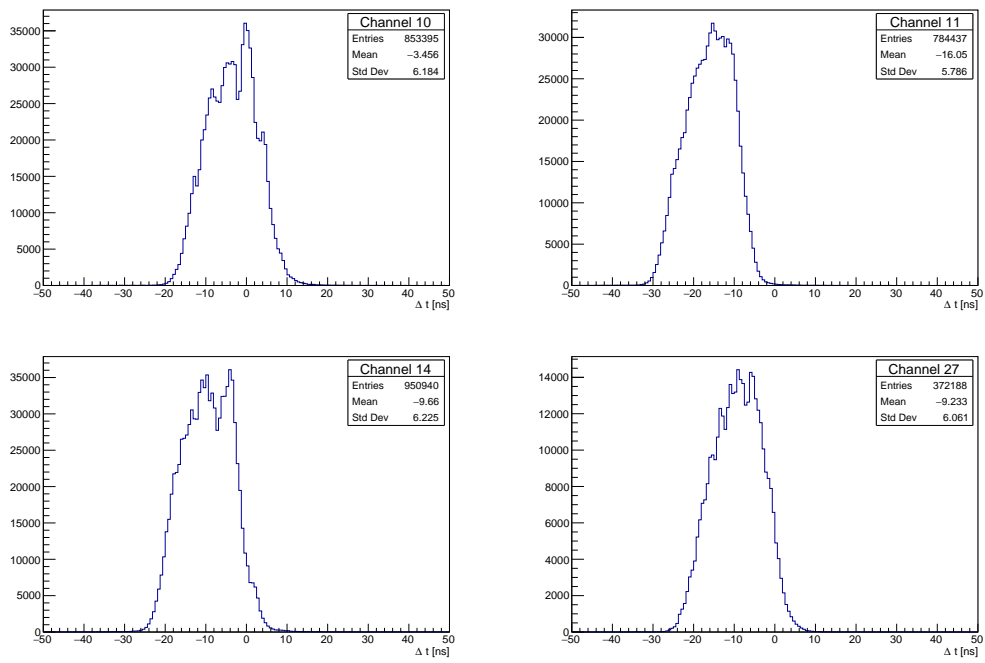 Channel 10
Entries 853395
Mean −3.456
Std Dev 6.184
35000
30000
25000
20000
15000
10000
5000
0
−50 −40 −30 −20 −10 0 10 20 30 40 50
Δ t [ns]
Channel 11
Entries 784437
Mean −16.05
Std Dev 5.786
30000
25000
20000
15000
10000
5000
0
−50 −40 −30 −20 −10 0 10 20 30 40 50
Δ t [ns]
Channel 14
Entries 950940
Mean −9.66
Std Dev 6.225
35000
30000
25000
20000
15000
10000
5000
0
−50 −40 −30 −20 −10 0 10 20 30 40 50
Δ t [ns]
Channel 27
Entries 372188
Mean −9.233
Std Dev 6.061
14000
12000
10000
8000
6000
4000
2000
0
−50 −40 −30 −20 −10 0 10 20 30 40 50
Δ t [ns]